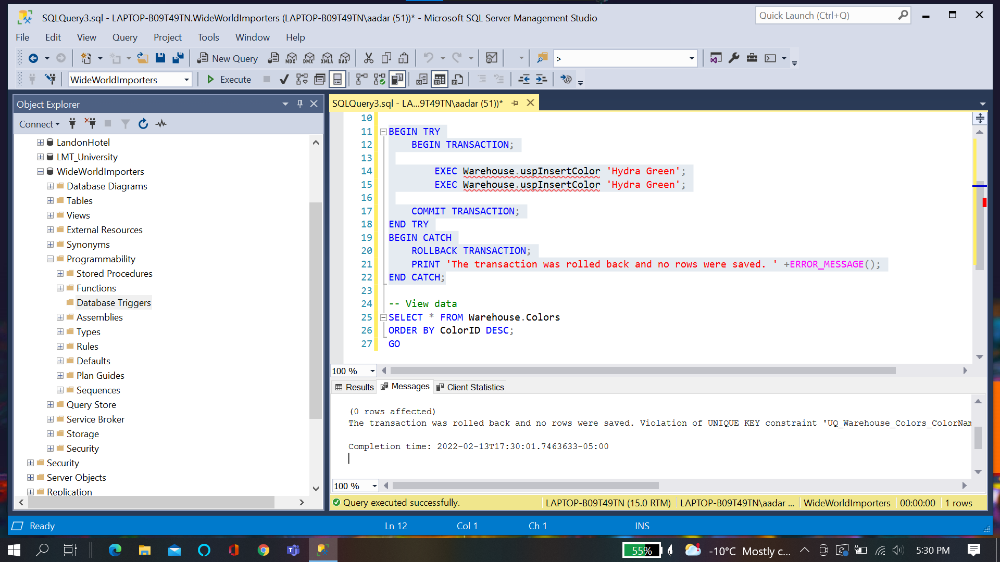 SQLQuery3.sql - LAPTOP-B09T49TN.WideWorldImporters (LAPTOP-B09T49TN\aadar (51))* - Microsoft SQL Server Management Studio
Quick Launch (Ctrl+Q)
File Edit View Query Project Tools Window Help
New Query MDX DMX XMLA DAX >
WideWorldImporters Execute
Object Explorer
Connect
LandonHotel
LMT_University
WideWorldImporters
Database Diagrams
Tables
Views
External Resources
Synonyms
Programmability
Stored Procedures
Functions
Database Triggers
Assemblies
Types
Rules
Defaults
Plan Guides
Sequences
Query Store
Service Broker
Storage
Security
Security
Server Objects
Replication
SQLQuery3.sql - LA...9T49TN\aadar (51))*
10
11 BEGIN TRY
12 BEGIN TRANSACTION;
13
14 EXEC Warehouse.uspInsertColor 'Hydra Green';
15 EXEC Warehouse.uspInsertColor 'Hydra Green';
16
17 COMMIT TRANSACTION;
18 END TRY
19 BEGIN CATCH
20 ROLLBACK TRANSACTION;
21 PRINT 'The transaction was rolled back and no rows were saved. ' +ERROR_MESSAGE();
22 END CATCH;
23
24 -- View data
25 SELECT * FROM Warehouse.Colors
26 ORDER BY ColorID DESC;
27 GO
100 %
Results Messages Client Statistics
(0 rows affected)
The transaction was rolled back and no rows were saved. Violation of UNIQUE KEY constraint 'UQ_Warehouse_Colors_ColorNam
Completion time: 2022-02-13T17:30:01.7463633-05:00
100 %
Query executed successfully. LAPTOP-B09T49TN (15.0 RTM) LAPTOP-B09T49TN\aadar ... WideWorldImporters 00:00:00 1 rows
Ready Ln 12 Col 1 Ch 1 INS
55% -10°C Mostly c... 5:30 PM